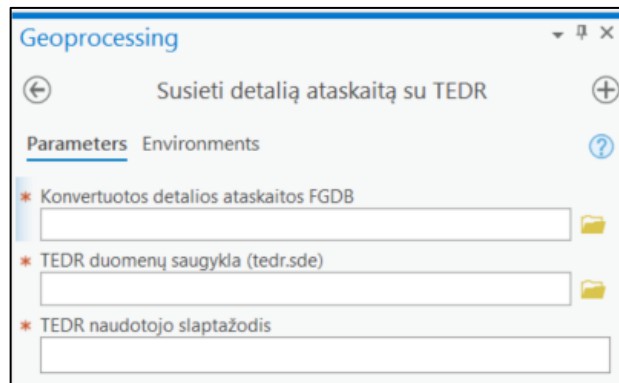 Geoprocessing
Susieti detalią ataskaitą su TEDR
Parameters Environments
* Konvertuotos detalios ataskaitos FGDB
* TEDR duomenų saugykla (tedr.sde)
* TEDR naudotojo slaptažodis